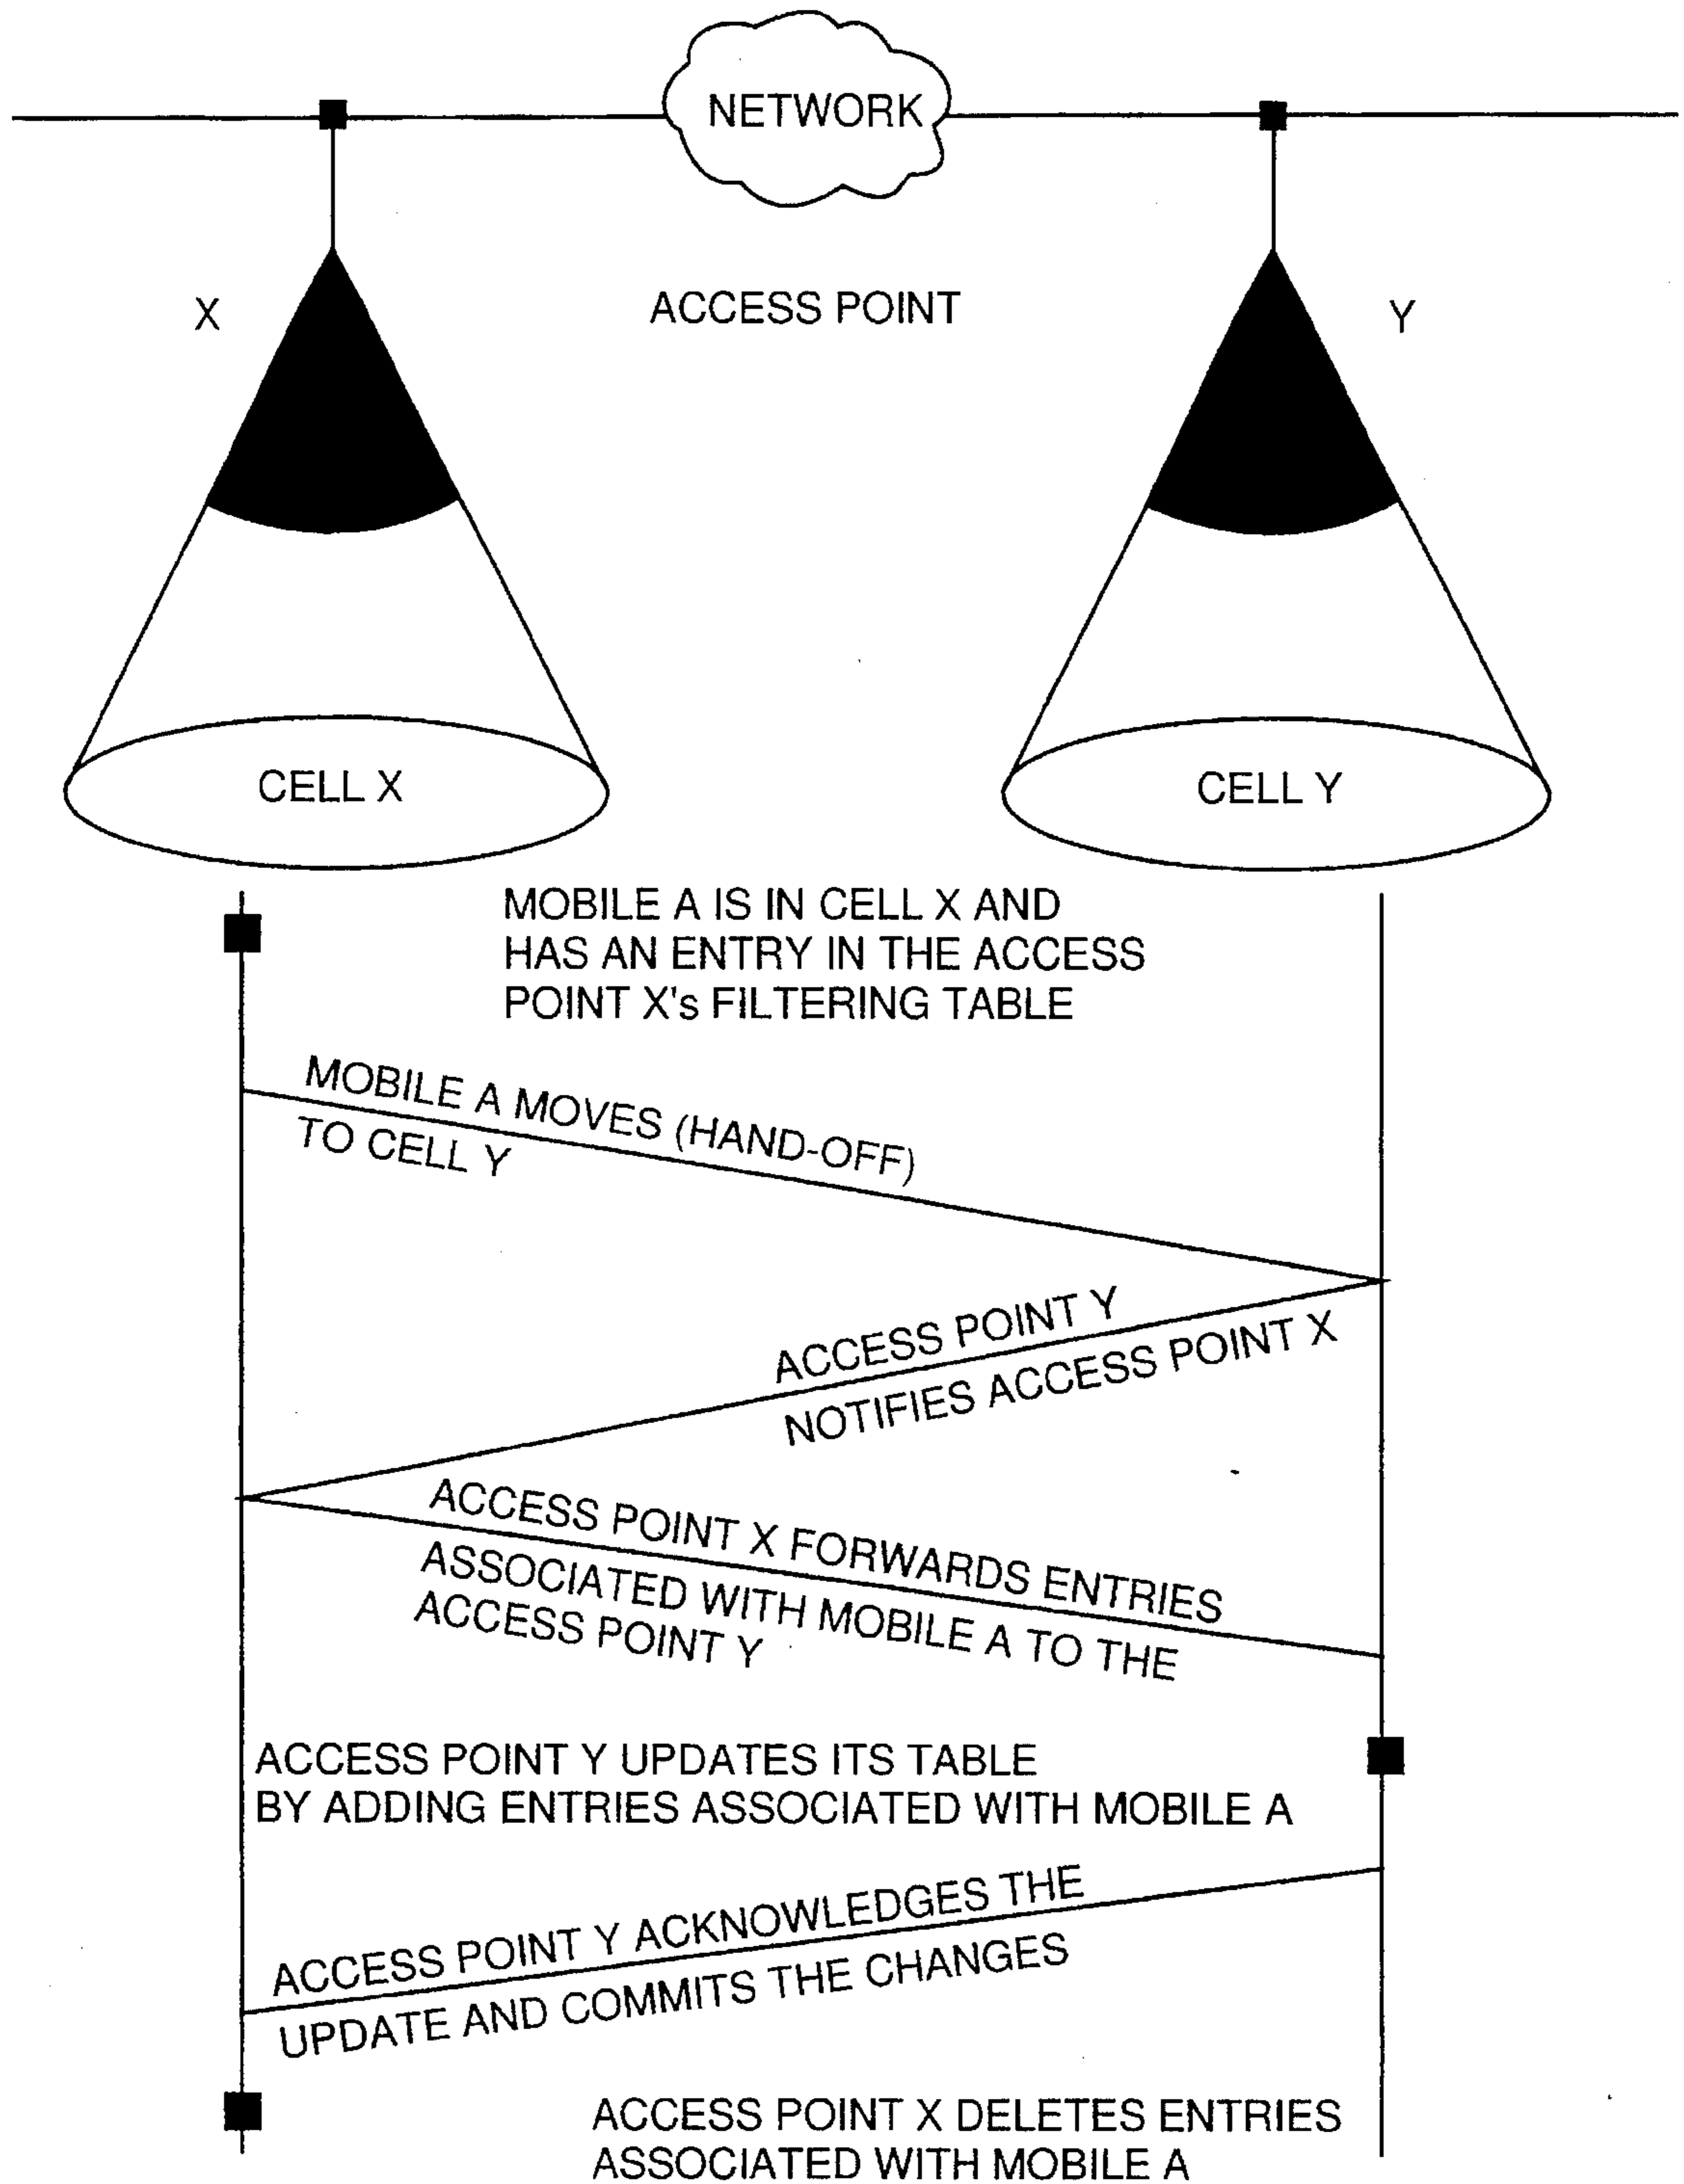 NETWORK
X
ACCESS POINT
Y
CELL X
CELL Y
MOBILE A IS IN CELL X AND
HAS AN ENTRY IN THE ACCESS
POINT X's FILTERING TABLE
MOBILE A MOVES (HAND-OFF)
TO CELL Y
ACCESS POINT Y
NOTIFIES ACCESS POINT X
ACCESS POINT X FORWARDS ENTRIES
ASSOCIATED WITH MOBILE A TO THE
ACCESS POINT Y
ACCESS POINT Y UPDATES ITS TABLE
BY ADDING ENTRIES ASSOCIATED WITH MOBILE A
ACCESS POINT Y ACKNOWLEDGES THE
UPDATE AND COMMITS THE CHANGES
ACCESS POINT X DELETES ENTRIES
ASSOCIATED WITH MOBILE A